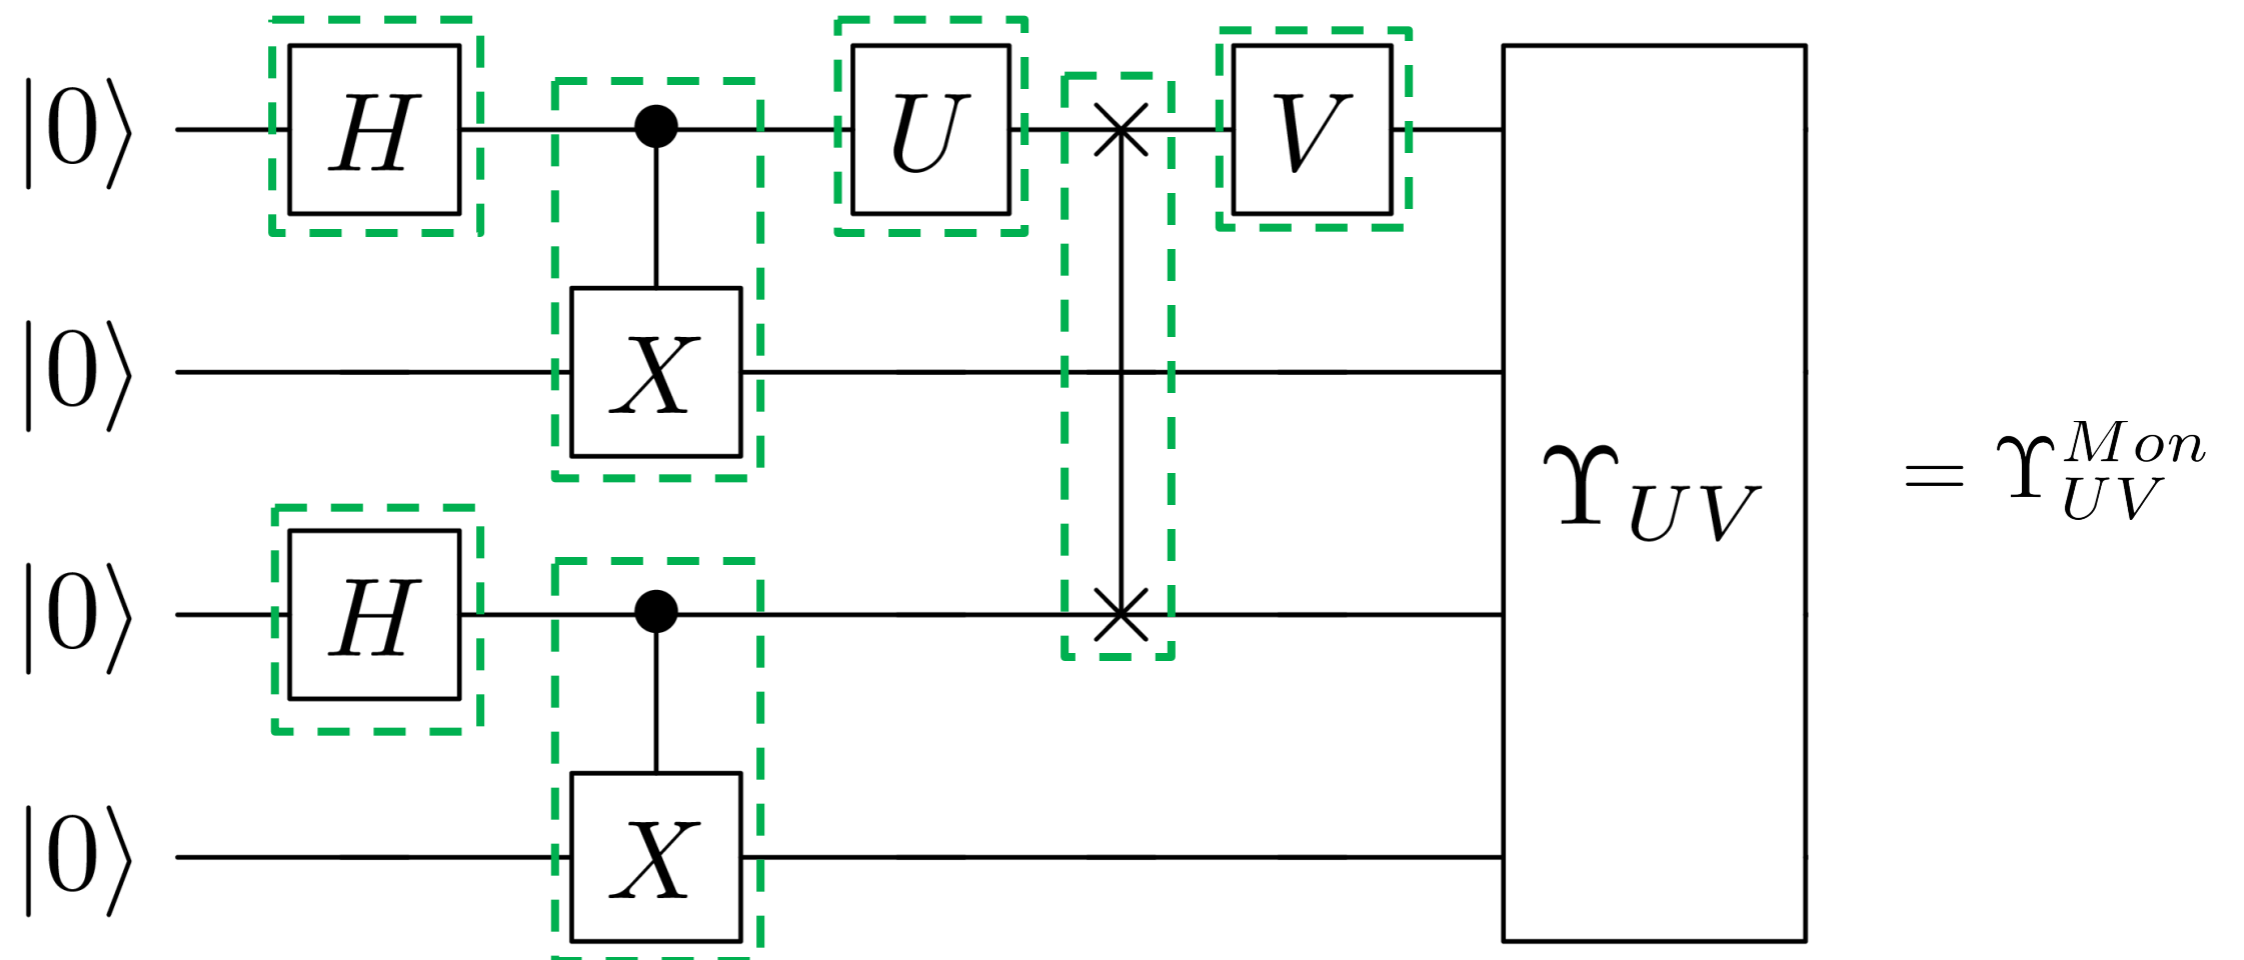 |0⟩ H U V
|0⟩ X
|0⟩ H
|0⟩ X
ϒ_{UV} = ϒ_{UV}^{Mon}